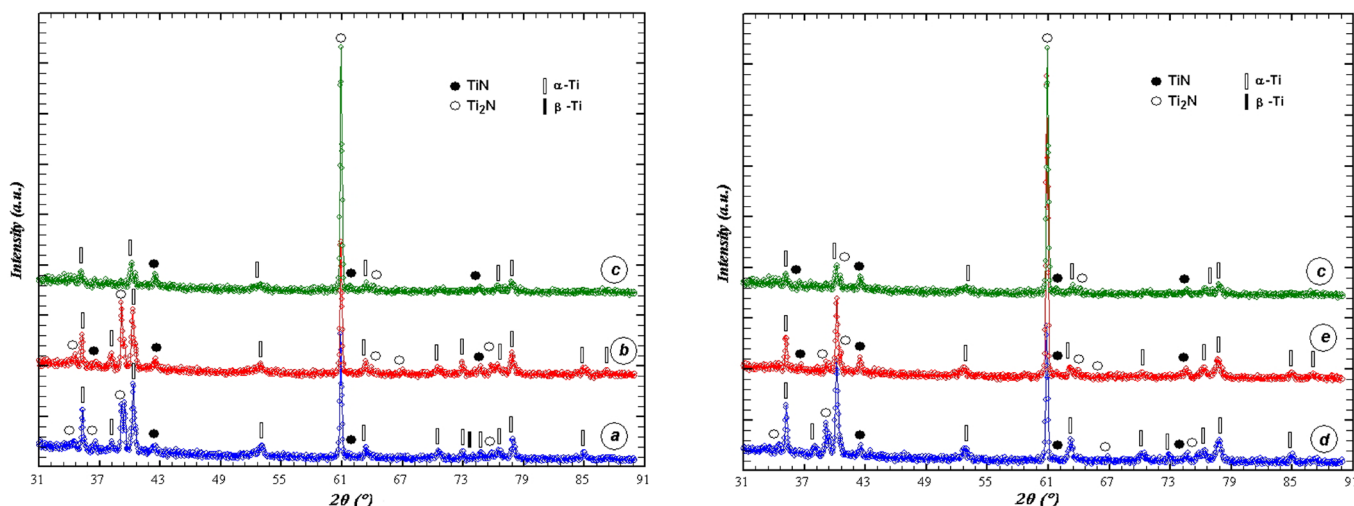 Intensity (a.u.)
TiN
α-Ti
Ti₂N
β-Ti
c
b
a
31 37 43 49 55 61 67 73 79 85 91
2θ (°)
Intensity (a.u.)
TiN
α-Ti
Ti₂N
β-Ti
c
e
d
31 37 43 49 55 61 67 73 79 85 91
2θ (°)